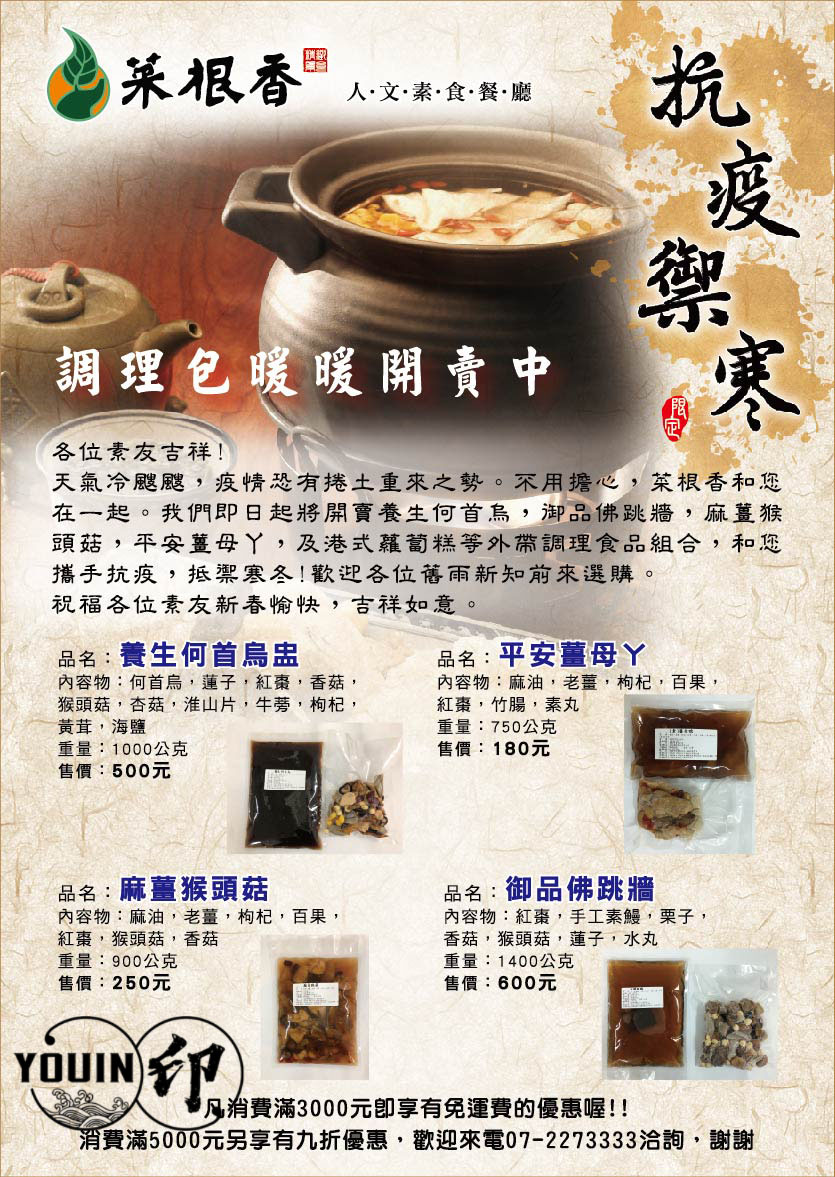 菜根香
人·文·素·食·餐·廳
抗疫禦寒
限定
調理包暖暖開賣中
各位素友吉祥!
天氣冷颼颼,疫情恐有捲土重來之勢。不用擔心,菜根香和您
在一起。我們即日起將開賣養生何首烏,御品佛跳牆,麻薑猴
頭菇,平安薑母丫,及港式蘿蔔糕等外帶調理食品組合,和您
攜手抗疫,抵禦寒冬!歡迎各位舊雨新知前來選購。
祝福各位素友新春愉快,吉祥如意。
品名:養生何首烏盅
內容物:何首烏,蓮子,紅棗,香菇,
猴頭菇,杏菇,淮山片,牛蒡,枸杞,
黃茸,海鹽
重量:1000公克
售價:500元
品名:平安薑母丫
內容物:麻油,老薑,枸杞,百果,
紅棗,竹腸,素丸
重量:750公克
售價:180元
品名:麻薑猴頭菇
內容物:麻油,老薑,枸杞,百果,
紅棗,猴頭菇,香菇
重量:900公克
售價:250元
品名:御品佛跳牆
內容物:紅棗,手工素鰻,栗子,
香菇,猴頭菇,蓮子,水丸
重量:1400公克
售價:600元
YOUIN 印
凡消費滿3000元即享有免運費的優惠喔!!
消費滿5000元另享有九折優惠,歡迎來電07-2273333洽詢,謝謝